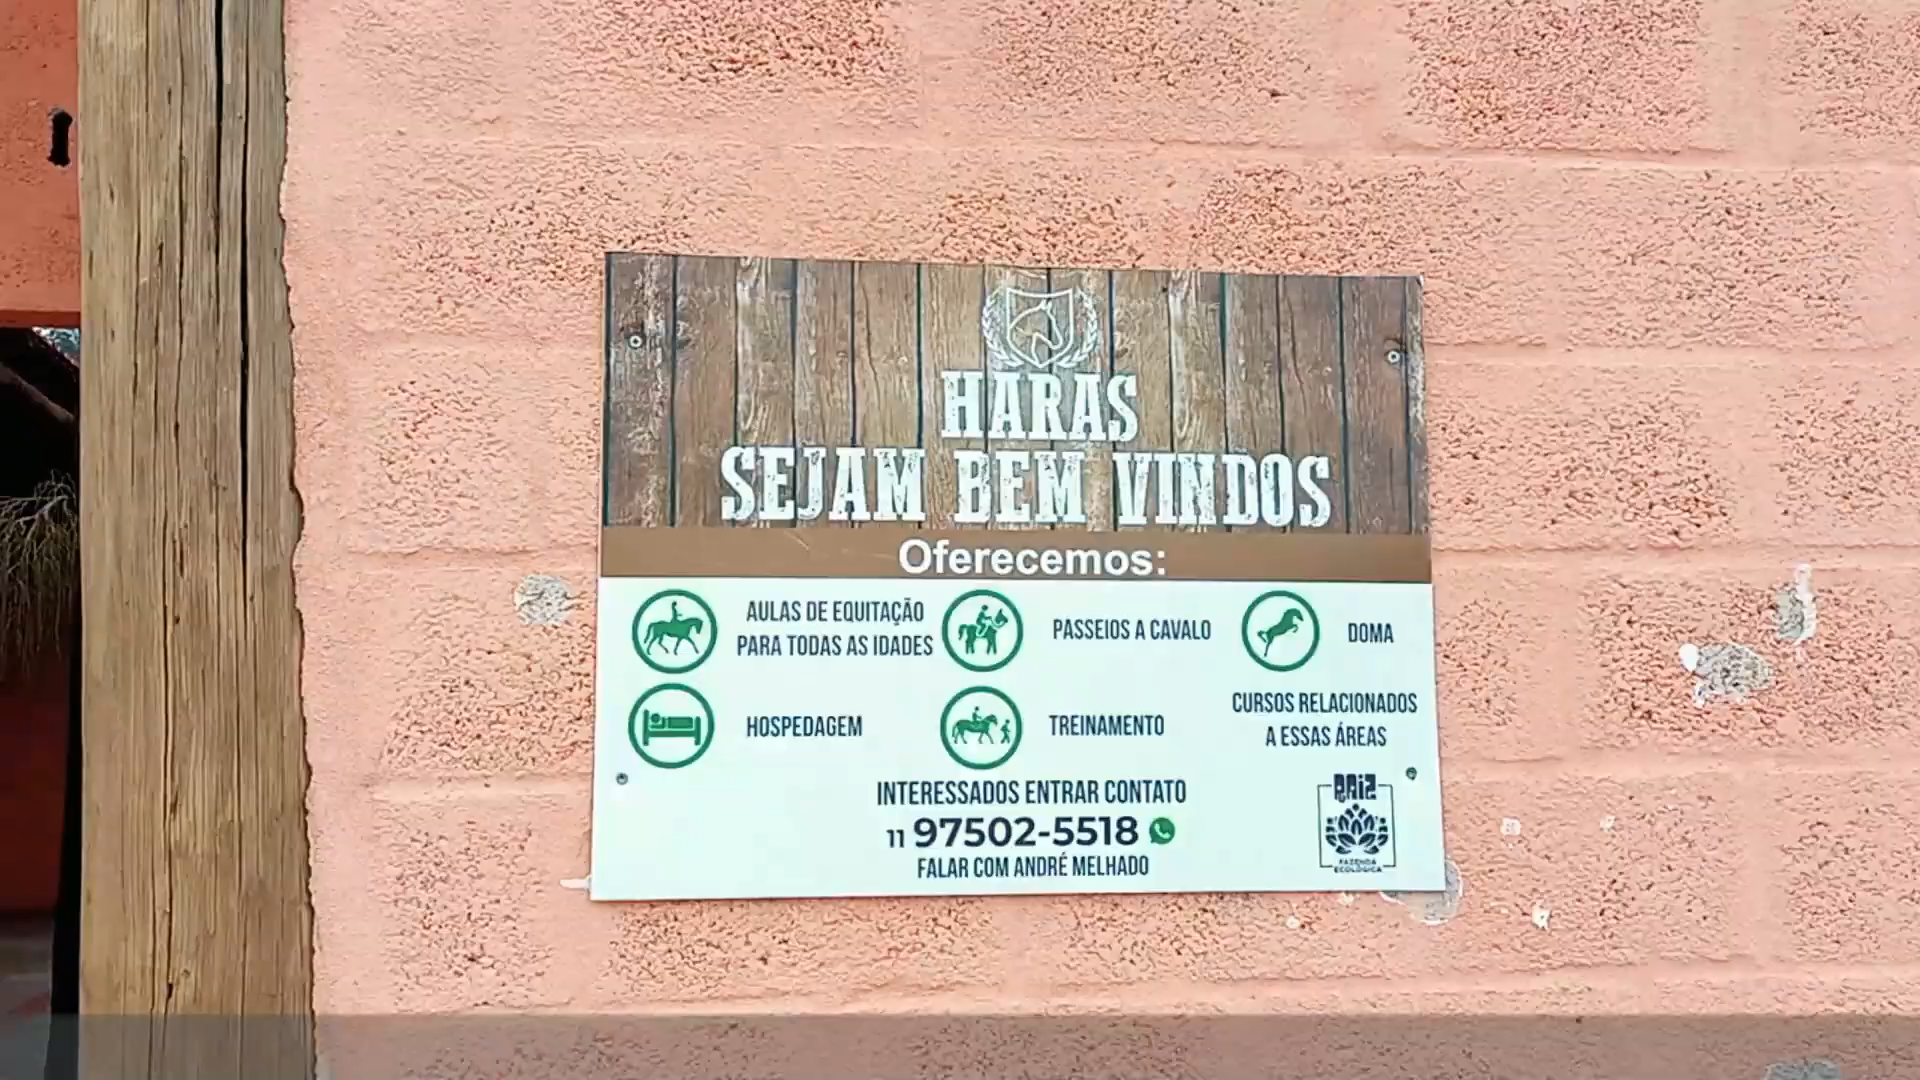 HARAS
SEJAM BEM VINDOS
Oferecemos:
AULAS DE EQUITAÇÃO
PARA TODAS AS IDADES
PASSEIOS A CAVALO
DOMA
HOSPEDAGEM
TREINAMENTO
CURSOS RELACIONADOS
A ESSAS ÁREAS
INTERESSADOS ENTRAR CONTATO
11 97502-5518
FALAR COM ANDRÉ MELHADO
RAIZ
FAZENDA
ECOLÓGICA